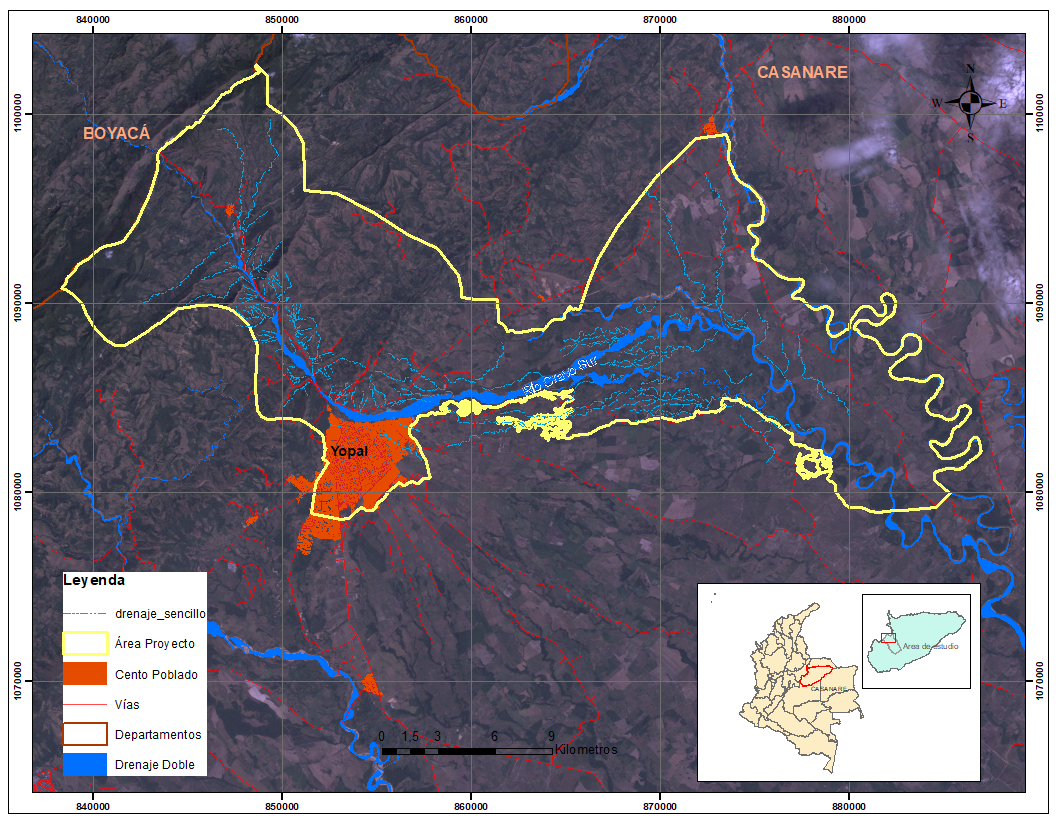 840000 850000 860000 870000 880000
CASANARE
N
W E
S
BOYACÁ
1100000 1100000
1090000 1090000
Río Cravo Sur
Yopal
1080000 1080000
Leyenda
drenaje_sencillo
Área Proyecto
Cento Poblado
Vías
Departamentos
Drenaje Doble
Área de estudio
CASANARE
1070000 1070000
0 1,5 3 6 9
Kilometros
840000 850000 860000 870000 880000